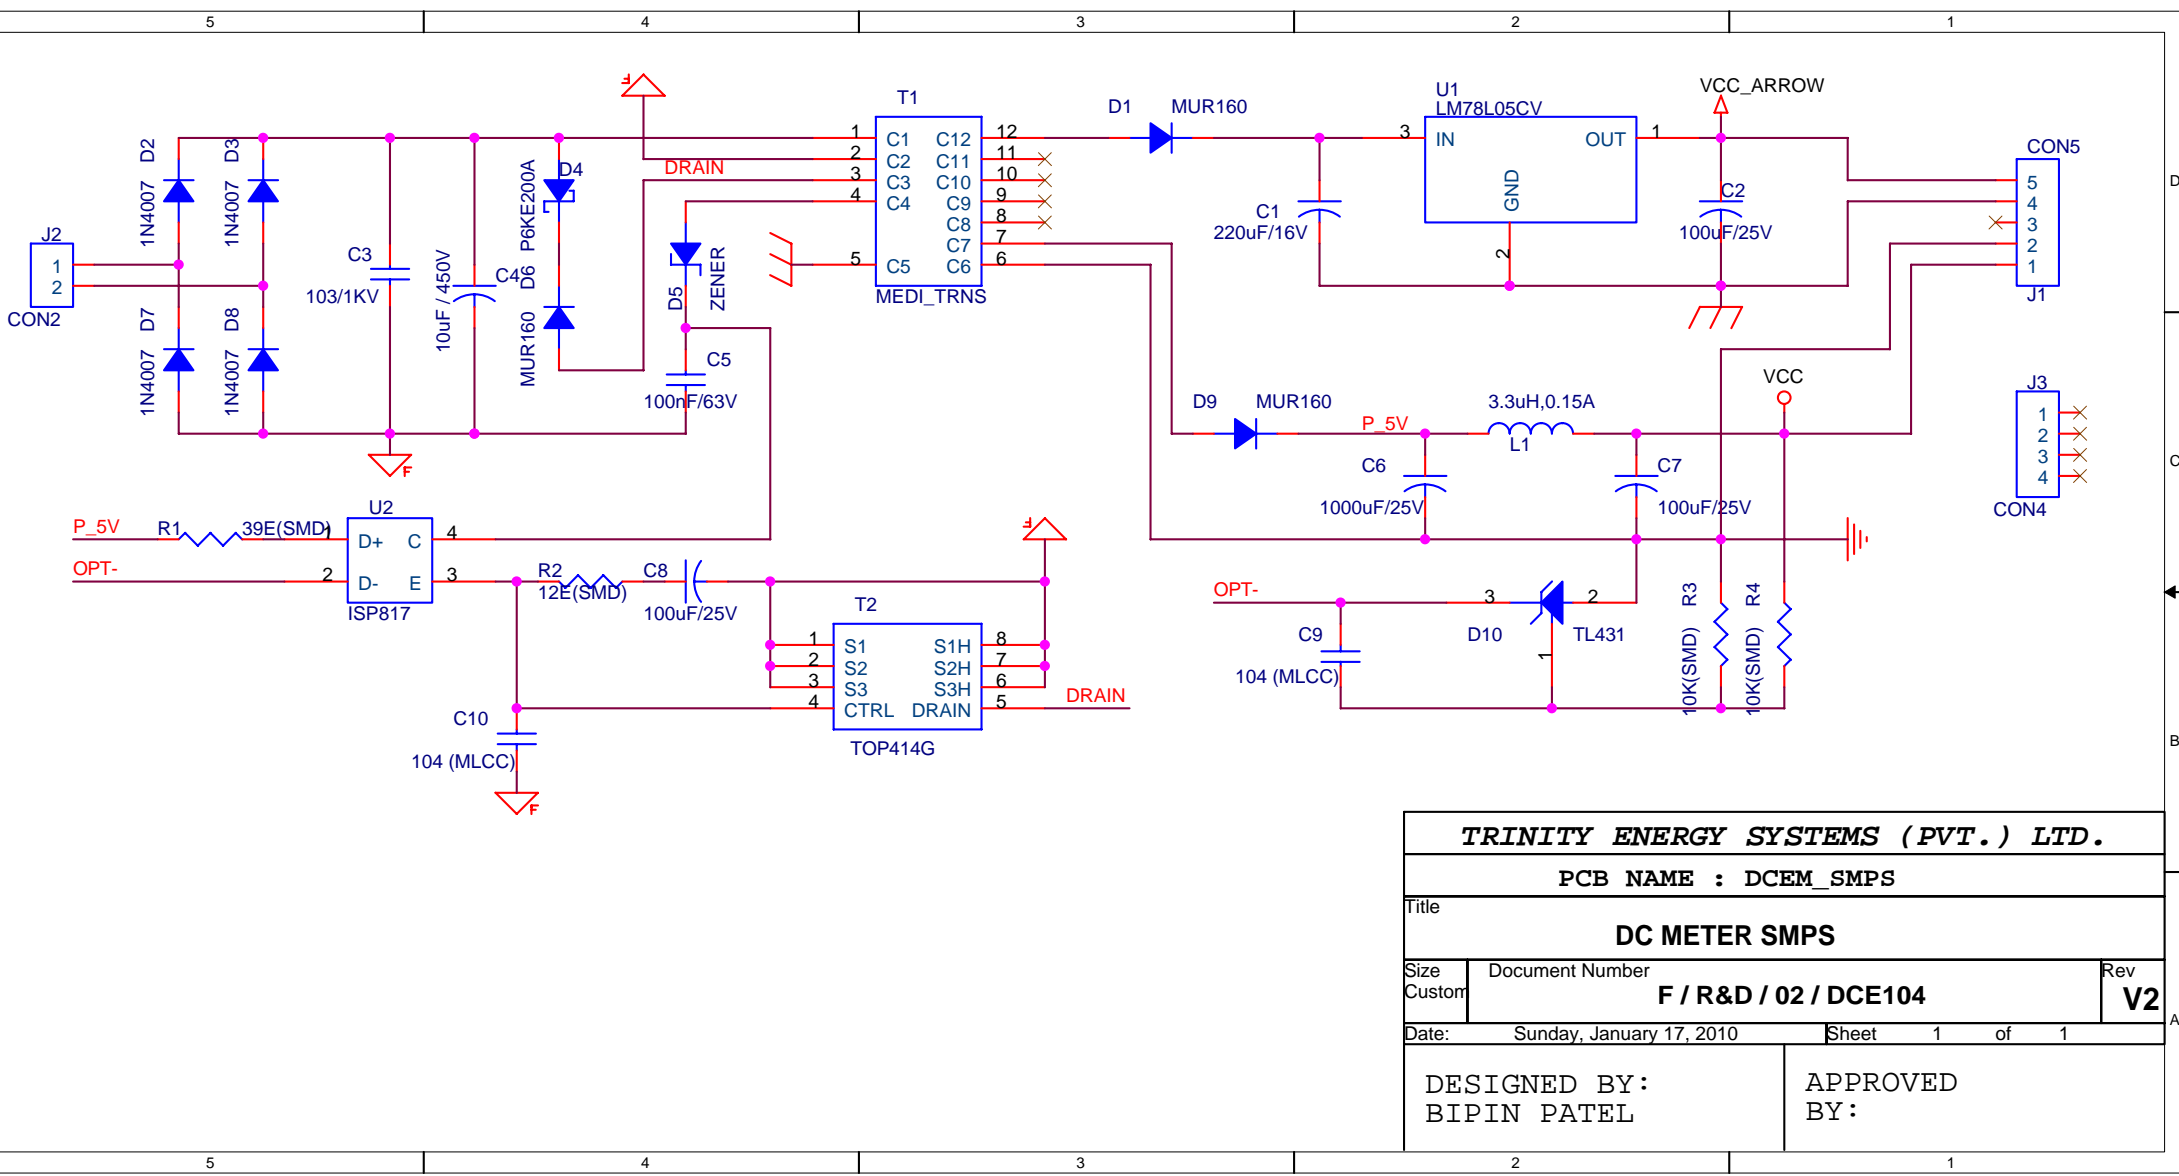 5 4 3 2 1
D
C
B
A
J2
1
2
CON2
D2
1N4007
D3
1N4007
D7
1N4007
D8
1N4007
C3
103/1KV
C4
10uF / 450V
D4
P6KE200A
D6
MUR160
F
DRAIN
D5
ZENER
C5
100nF/63V
F
T1
1 C1 C12 12
2 C2 C11 11
3 C3 C10 10
4 C4 C9 9
C8 8
C7 7
5 C5 C6 6
MEDI_TRNS
D1 MUR160
C1
220uF/16V
U1
LM78L05CV
3 IN OUT 1
GND
2
VCC_ARROW
C2
100uF/25V
CON5
5
4
3
2
1
J1
D9 MUR160
P_5V
3.3uH,0.15A
L1
VCC
C6
1000uF/25V
C7
100uF/25V
J3
1
2
3
4
CON4
P_5V
R1 39E(SMD)
OPT-
U2
1 D+ C 4
2 D- E 3
ISP817
R2
12E(SMD)
C8
100uF/25V
F
T2
1 S1 S1H 8
2 S2 S2H 7
3 S3 S3H 6
4 CTRL DRAIN 5
TOP414G
DRAIN
C10
104 (MLCC)
F
OPT-
3 2
1
D10 TL431
C9
104 (MLCC)
R3
10K(SMD)
R4
10K(SMD)
TRINITY ENERGY SYSTEMS (PVT.) LTD.
PCB NAME : DCEM_SMPS
Title
DC METER SMPS
Size
Custom
Document Number
F / R&D / 02 / DCE104
Rev
V2
Date: Sunday, January 17, 2010 Sheet 1 of 1
DESIGNED BY:
BIPIN PATEL
APPROVED
BY:
5 4 3 2 1